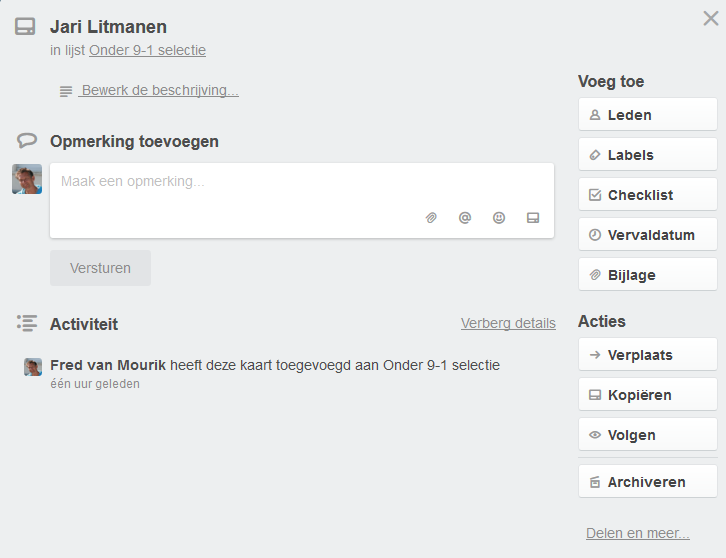 Jari Litmanen
in lijst Onder 9-1 selectie
Bewerk de beschrijving...
Opmerking toevoegen
Maak een opmerking...
Versturen
Activiteit
Verberg details
Fred van Mourik heeft deze kaart toegevoegd aan Onder 9-1 selectie
één uur geleden
Voeg toe
Leden
Labels
Checklist
Vervaldatum
Bijlage
Acties
Verplaats
Kopiëren
Volgen
Archiveren
Delen en meer...